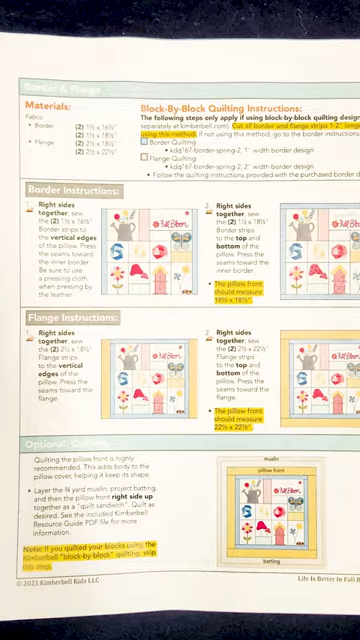 Border & Flange
Materials:
Fabric
• Border (2) 1½ x 16½"
(2) 1½ x 18½"
• Flange (2) 2½ x 18½"
(2) 2½ x 22½"
Block-By-Block Quilting Instructions:
The following steps only apply if using block-by-block quilting design
separately at kimberbell.com). Cut all border and flange strips 1-2" longe
using this method; if not using this method, go to the border instructions
Border Quilting
• kdq167-border-spring-2, 1" width border design
Flange Quilting
• kdq167-border-spring-2, 2" width border design
• Follow the quilting instructions provided with the purchased border d
Border Instructions:
1. Right sides
together, sew
the (2) 1½ x 16½"
Border strips to
the vertical edges
of the pillow. Press
the seams toward
the inner border.
Be sure to use
a pressing cloth
when pressing by
the leather.
Full Bloom
2. Right sides
together, sew
the (2) 1½ x 18½"
Border strips
to the top and
bottom of the
pillow. Press the
seams toward the
inner border.
• The pillow front
should measure
16½ x 18½".
Full Bloom
Flange Instructions:
1. Right sides
together, sew
the (2) 2½ x 18½"
Flange strips
to the vertical
edges of the
pillow. Press the
seams toward the
flange.
Full Bloom
2. Right sides
together, sew
the (2) 2½ x 22½"
Flange strips to
the top and
bottom of the
pillow. Press the
seams toward the
flange.
• The pillow front
should measure
22½ x 22½".
Full Bloom
Optional: Quilting
Quilting the pillow front is highly
recommended. This adds body to the
pillow cover, helping it keep its shape.
• Layer the ¾ yard muslin, project batting,
and then the pillow front right side up
together as a "quilt sandwich". Quilt as
desired. See the included Kimberbell
Resource Guide PDF file for more
information.
Note: If you quilted your blocks using the
Kimberbell "block-by-block" quilting, skip
this step.
muslin
pillow front
Full Bloom
batting
© 2023 Kimberbell Kids LLC
Life Is Better In Full B